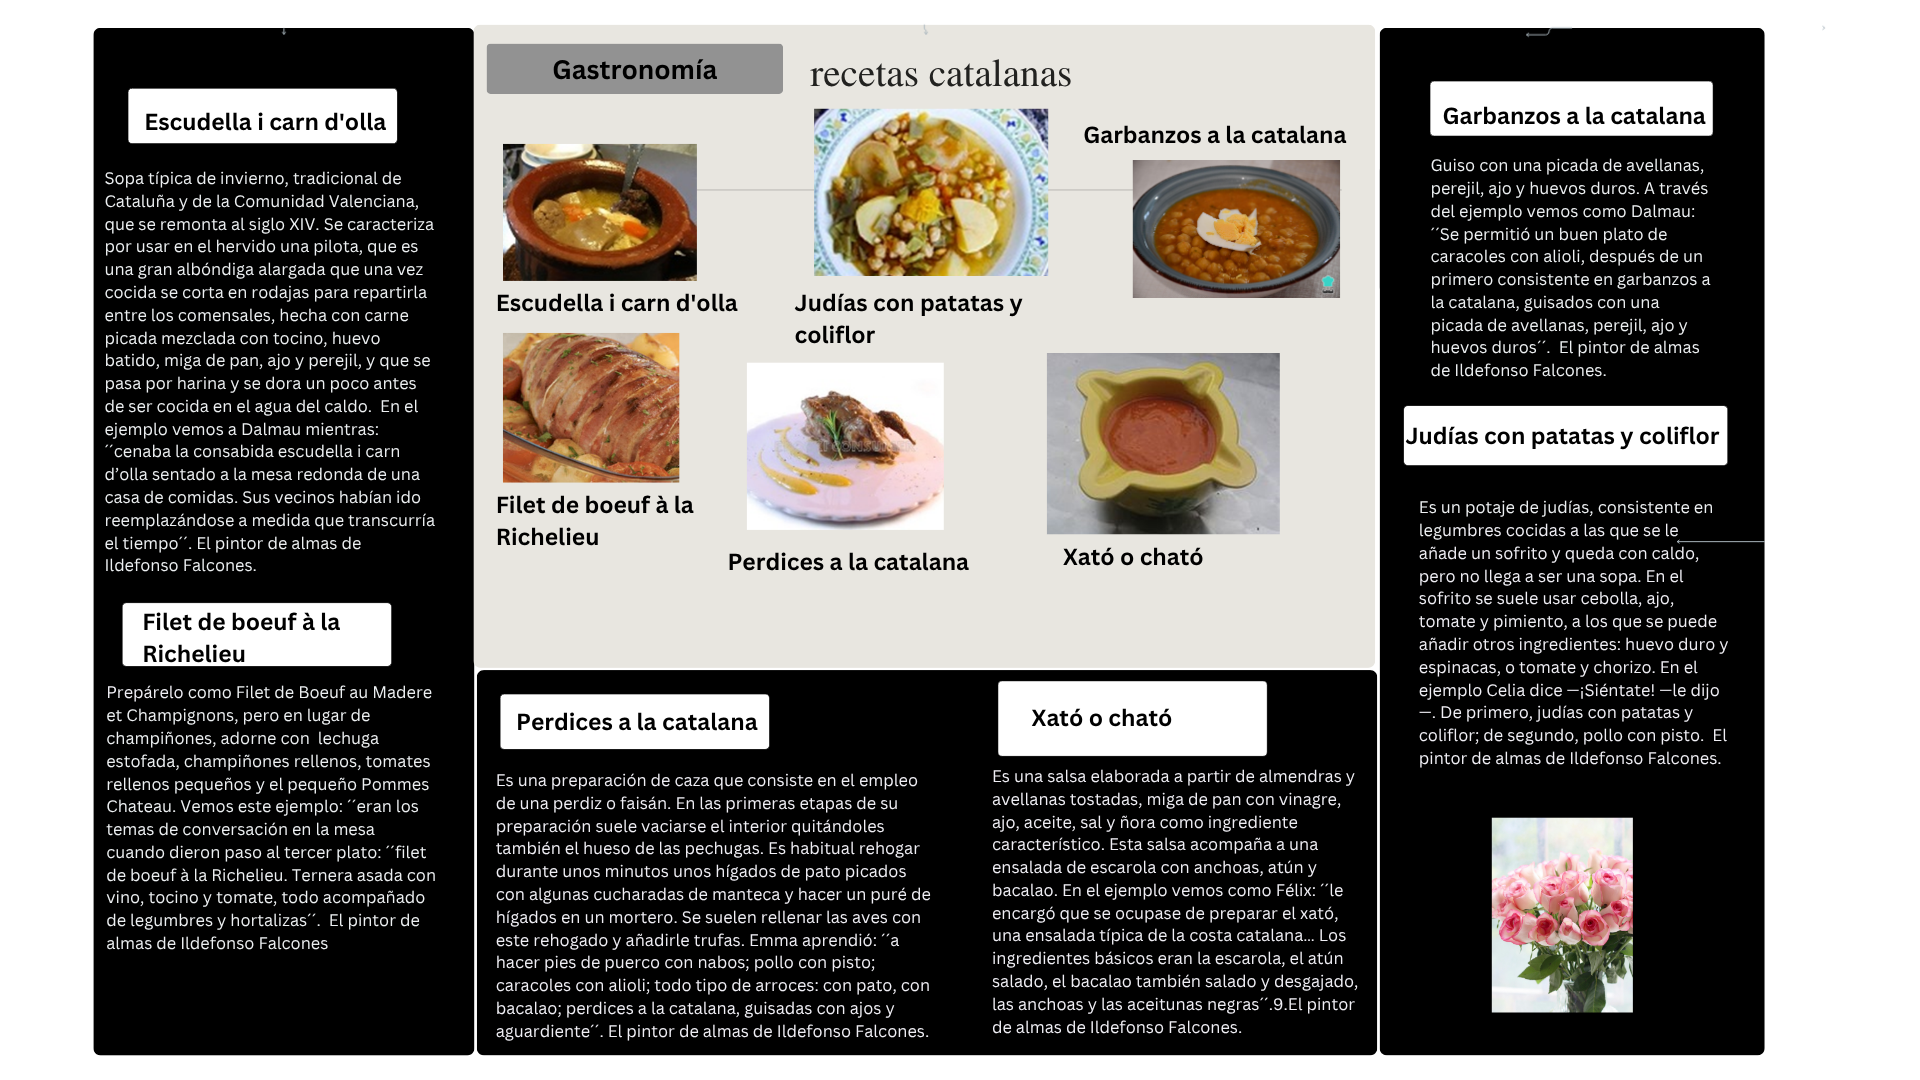 Escudella i carn d'olla
Sopa típica de invierno, tradicional de
Cataluña y de la Comunidad Valenciana,
que se remonta al siglo XIV. Se caracteriza
por usar en el hervido una pilota, que es
una gran albóndiga alargada que una vez
cocida se corta en rodajas para repartirla
entre los comensales, hecha con carne
picada mezclada con tocino, huevo
batido, miga de pan, ajo y perejil, y que se
pasa por harina y se dora un poco antes
de ser cocida en el agua del caldo.  En el
ejemplo vemos a Dalmau mientras:
´´cenaba la consabida escudella i carn
d’olla sentado a la mesa redonda de una
casa de comidas. Sus vecinos habían ido
reemplazándose a medida que transcurría
el tiempo´´. El pintor de almas de
Ildefonso Falcones.
Filet de boeuf à la
Richelieu
Prepárelo como Filet de Boeuf au Madere
et Champignons, pero en lugar de
champiñones, adorne con  lechuga
estofada, champiñones rellenos, tomates
rellenos pequeños y el pequeño Pommes
Chateau. Vemos este ejemplo: ´´eran los
temas de conversación en la mesa
cuando dieron paso al tercer plato: ´´filet
de boeuf à la Richelieu. Ternera asada con
vino, tocino y tomate, todo acompañado
de legumbres y hortalizas´´.  El pintor de
almas de Ildefonso Falcones
Gastronomía
recetas catalanas
Garbanzos a la catalana
Escudella i carn d'olla
Judías con patatas y
coliflor
Filet de boeuf à la
Richelieu
Perdices a la catalana
Xató o cható
Perdices a la catalana
Es una preparación de caza que consiste en el empleo
de una perdiz o faisán. En las primeras etapas de su
preparación suele vaciarse el interior quitándoles
también el hueso de las pechugas. Es habitual rehogar
durante unos minutos unos hígados de pato picados
con algunas cucharadas de manteca y hacer un puré de
hígados en un mortero. Se suelen rellenar las aves con
este rehogado y añadirle trufas. Emma aprendió: ´´a
hacer pies de puerco con nabos; pollo con pisto;
caracoles con alioli; todo tipo de arroces: con pato, con
bacalao; perdices a la catalana, guisadas con ajos y
aguardiente´´. El pintor de almas de Ildefonso Falcones.
Xató o cható
Es una salsa elaborada a partir de almendras y
avellanas tostadas, miga de pan con vinagre,
ajo, aceite, sal y ñora como ingrediente
característico. Esta salsa acompaña a una
ensalada de escarola con anchoas, atún y
bacalao. En el ejemplo vemos como Félix: ´´le
encargó que se ocupase de preparar el xató,
una ensalada típica de la costa catalana... Los
ingredientes básicos eran la escarola, el atún
salado, el bacalao también salado y desgajado,
las anchoas y las aceitunas negras´´.9.El pintor
de almas de Ildefonso Falcones.
Garbanzos a la catalana
Guiso con una picada de avellanas,
perejil, ajo y huevos duros. A través
del ejemplo vemos como Dalmau:
´´Se permitió un buen plato de
caracoles con alioli, después de un
primero consistente en garbanzos a
la catalana, guisados con una
picada de avellanas, perejil, ajo y
huevos duros´´.  El pintor de almas
de Ildefonso Falcones.
Judías con patatas y coliflor
Es un potaje de judías, consistente en
legumbres cocidas a las que se le
añade un sofrito y queda con caldo,
pero no llega a ser una sopa. En el
sofrito se suele usar cebolla, ajo,
tomate y pimiento, a los que se puede
añadir otros ingredientes: huevo duro y
espinacas, o tomate y chorizo. En el
ejemplo Celia dice —¡Siéntate! —le dijo
—. De primero, judías con patatas y
coliflor; de segundo, pollo con pisto.  El
pintor de almas de Ildefonso Falcones.